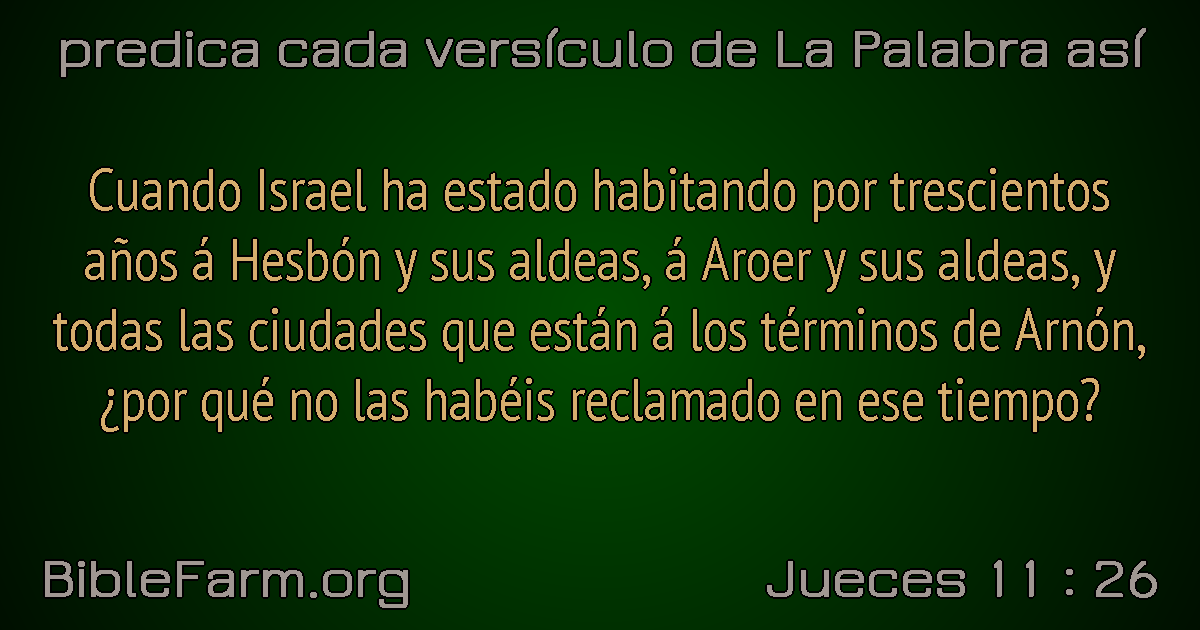 predica cada versículo de La Palabra así
Cuando Israel ha estado habitando por trescientos
años á Hesbón y sus aldeas, á Aroer y sus aldeas, y
todas las ciudades que están á los términos de Arnón,
¿por qué no las habéis reclamado en ese tiempo?
BibleFarm.org
Jueces 11 : 26